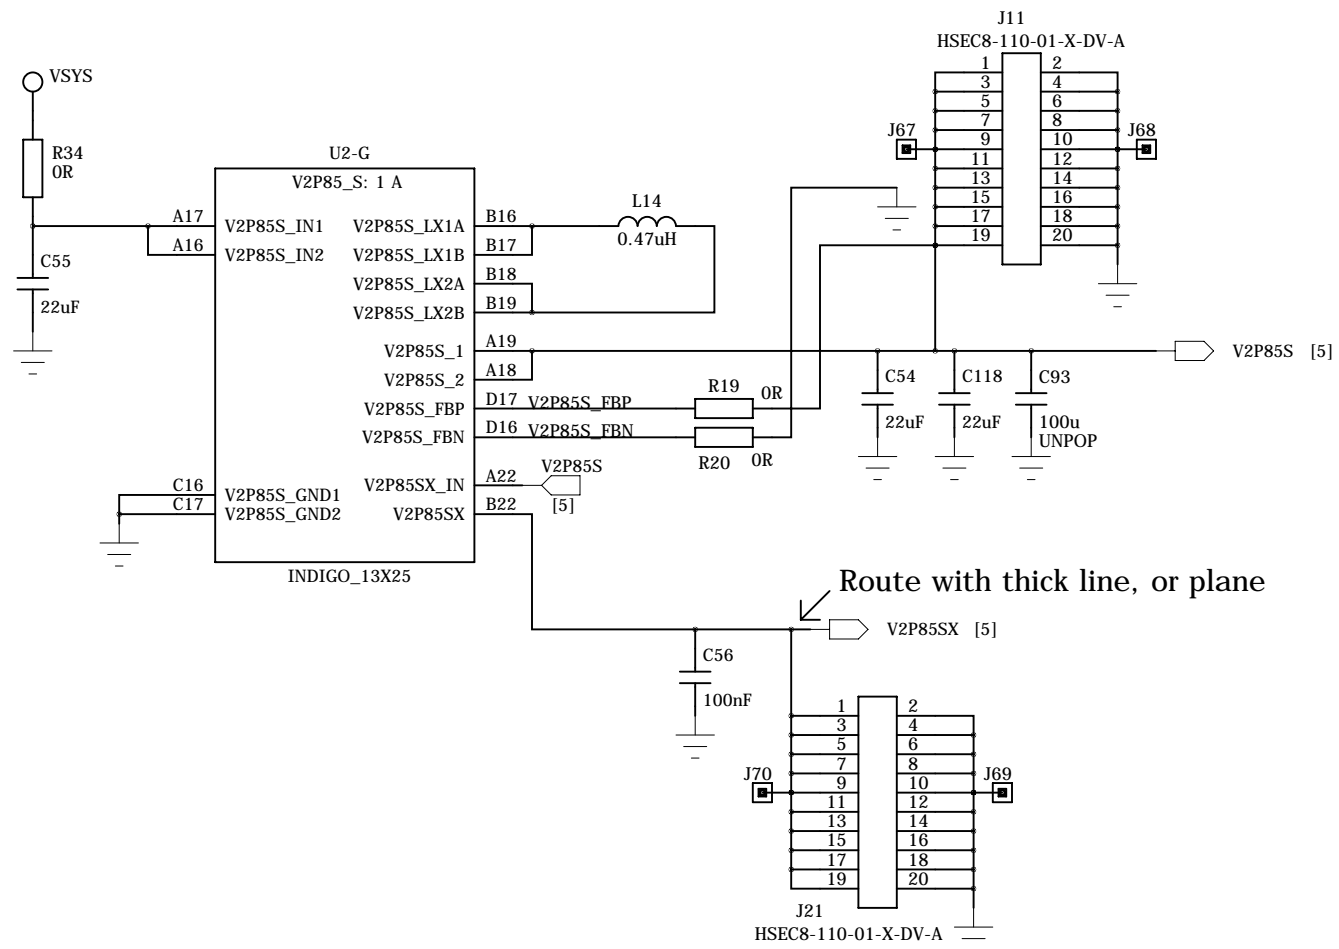 J11
HSEC8-110-01-X-DV-A
1 2
3 4
5 6
7 8
9 10
11 12
13 14
15 16
17 18
19 20
J67
J68
VSYS
R34
0R
U2-G
V2P85_S: 1 A
A17 V2P85S_IN1
A16 V2P85S_IN2
C55
22uF
V2P85S_LX1A B16
V2P85S_LX1B B17
V2P85S_LX2A B18
V2P85S_LX2B B19
L14
0.47uH
V2P85S_1 A19
V2P85S_2 A18
V2P85S_FBP D17 V2P85S_FBP
V2P85S_FBN D16 V2P85S_FBN
R19 0R
R20 0R
V2P85S [5]
C54
22uF
C118
22uF
C93
100u
UNPOP
V2P85SX_IN A22
V2P85S
[5]
V2P85SX B22
C16 V2P85S_GND1
C17 V2P85S_GND2
INDIGO_13X25
Route with thick line, or plane
V2P85SX [5]
C56
100nF
1 2
3 4
5 6
7 8
9 10
11 12
13 14
15 16
17 18
19 20
J70
J69
J21
HSEC8-110-01-X-DV-A